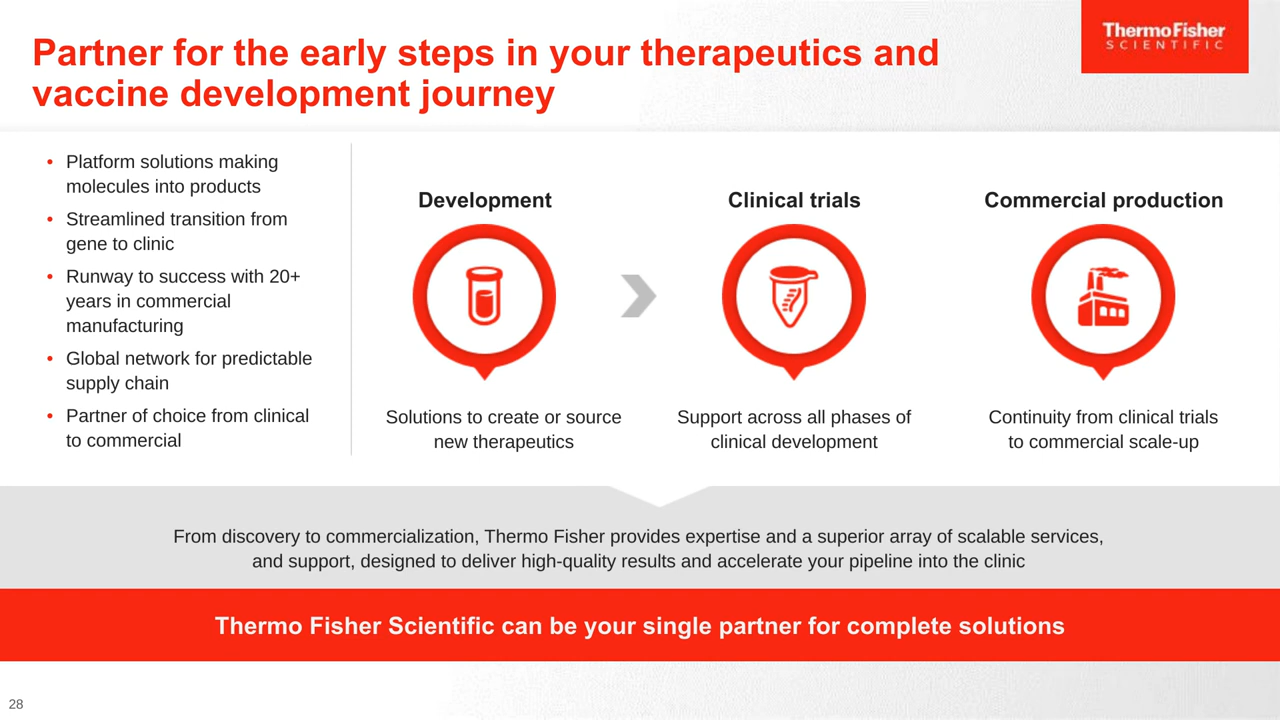 Partner for the early steps in your therapeutics and
vaccine development journey
ThermoFisher
SCIENTIFIC
• Platform solutions making
molecules into products
• Streamlined transition from
gene to clinic
• Runway to success with 20+
years in commercial
manufacturing
• Global network for predictable
supply chain
• Partner of choice from clinical
to commercial
Development
Solutions to create or source
new therapeutics
Clinical trials
Support across all phases of
clinical development
Commercial production
Continuity from clinical trials
to commercial scale-up
From discovery to commercialization, Thermo Fisher provides expertise and a superior array of scalable services,
and support, designed to deliver high-quality results and accelerate your pipeline into the clinic
Thermo Fisher Scientific can be your single partner for complete solutions
28